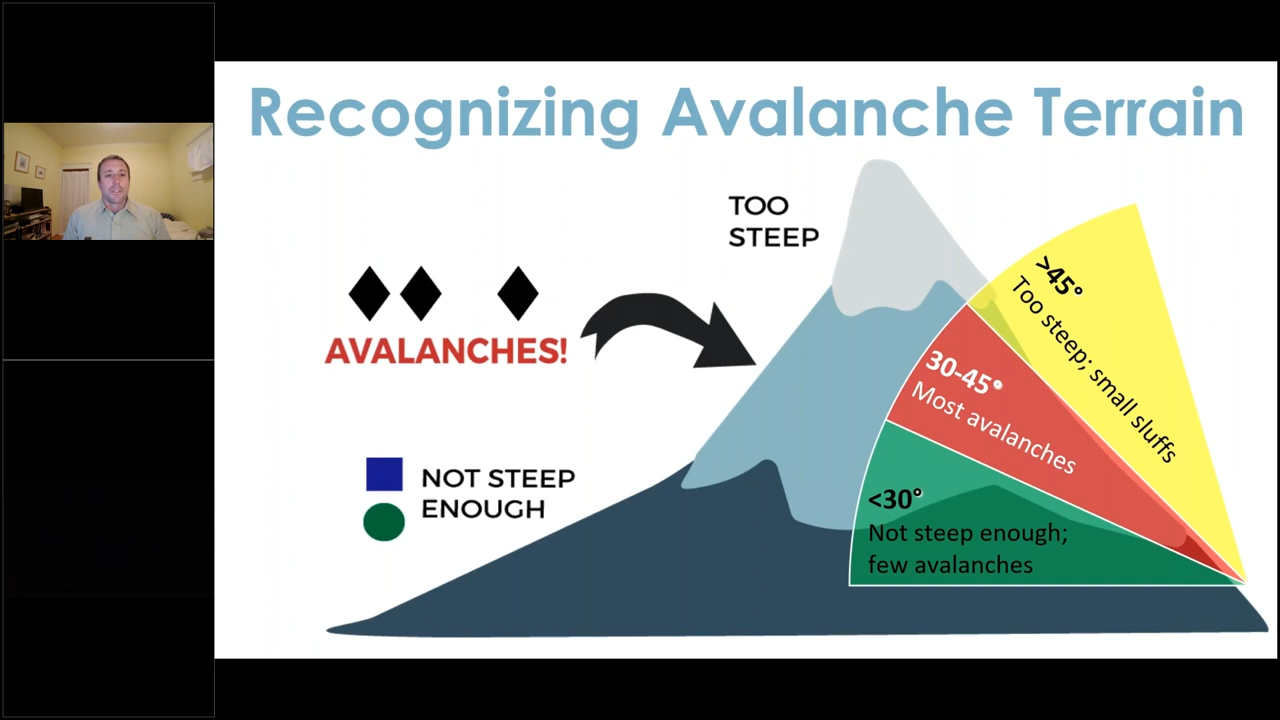 Recognizing Avalanche Terrain
TOO
STEEP
AVALANCHES!
NOT STEEP
ENOUGH
>45°
Too steep; small sluffs
30-45°
Most avalanches
<30°
Not steep enough;
few avalanches